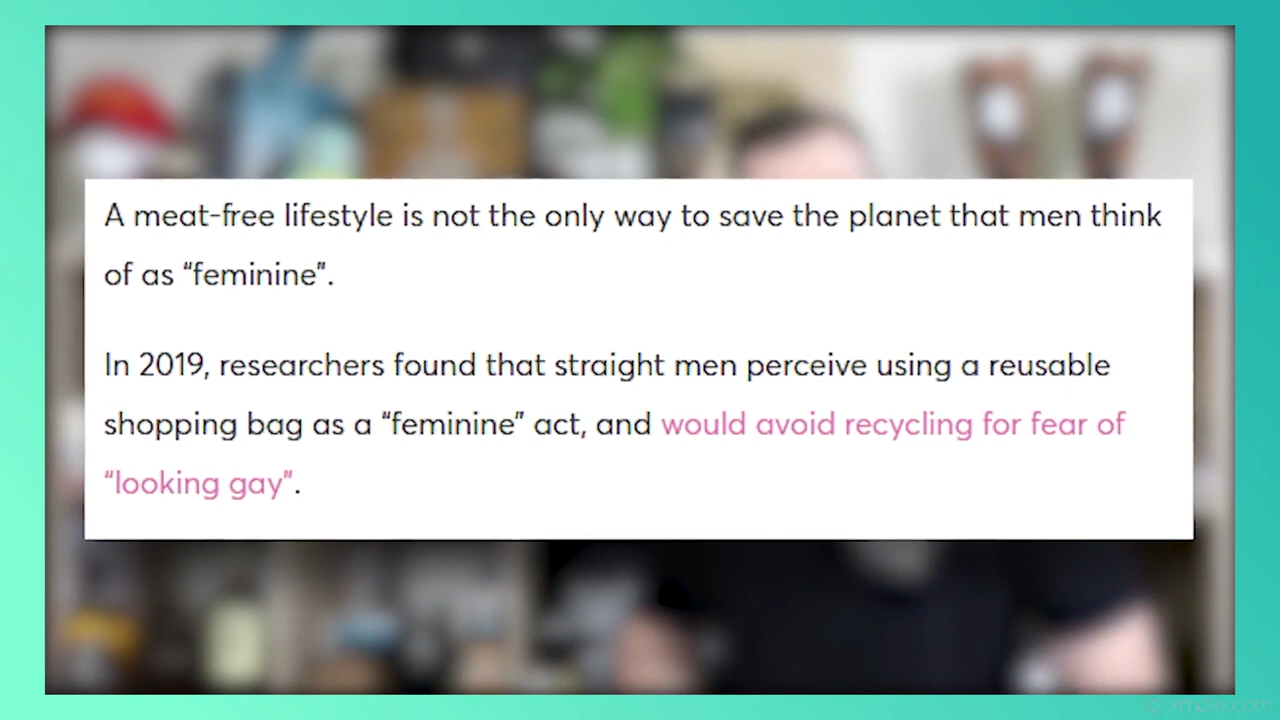 A meat-free lifestyle is not the only way to save the planet that men think
of as “feminine”.
In 2019, researchers found that straight men perceive using a reusable
shopping bag as a “feminine” act, and would avoid recycling for fear of
“looking gay”.